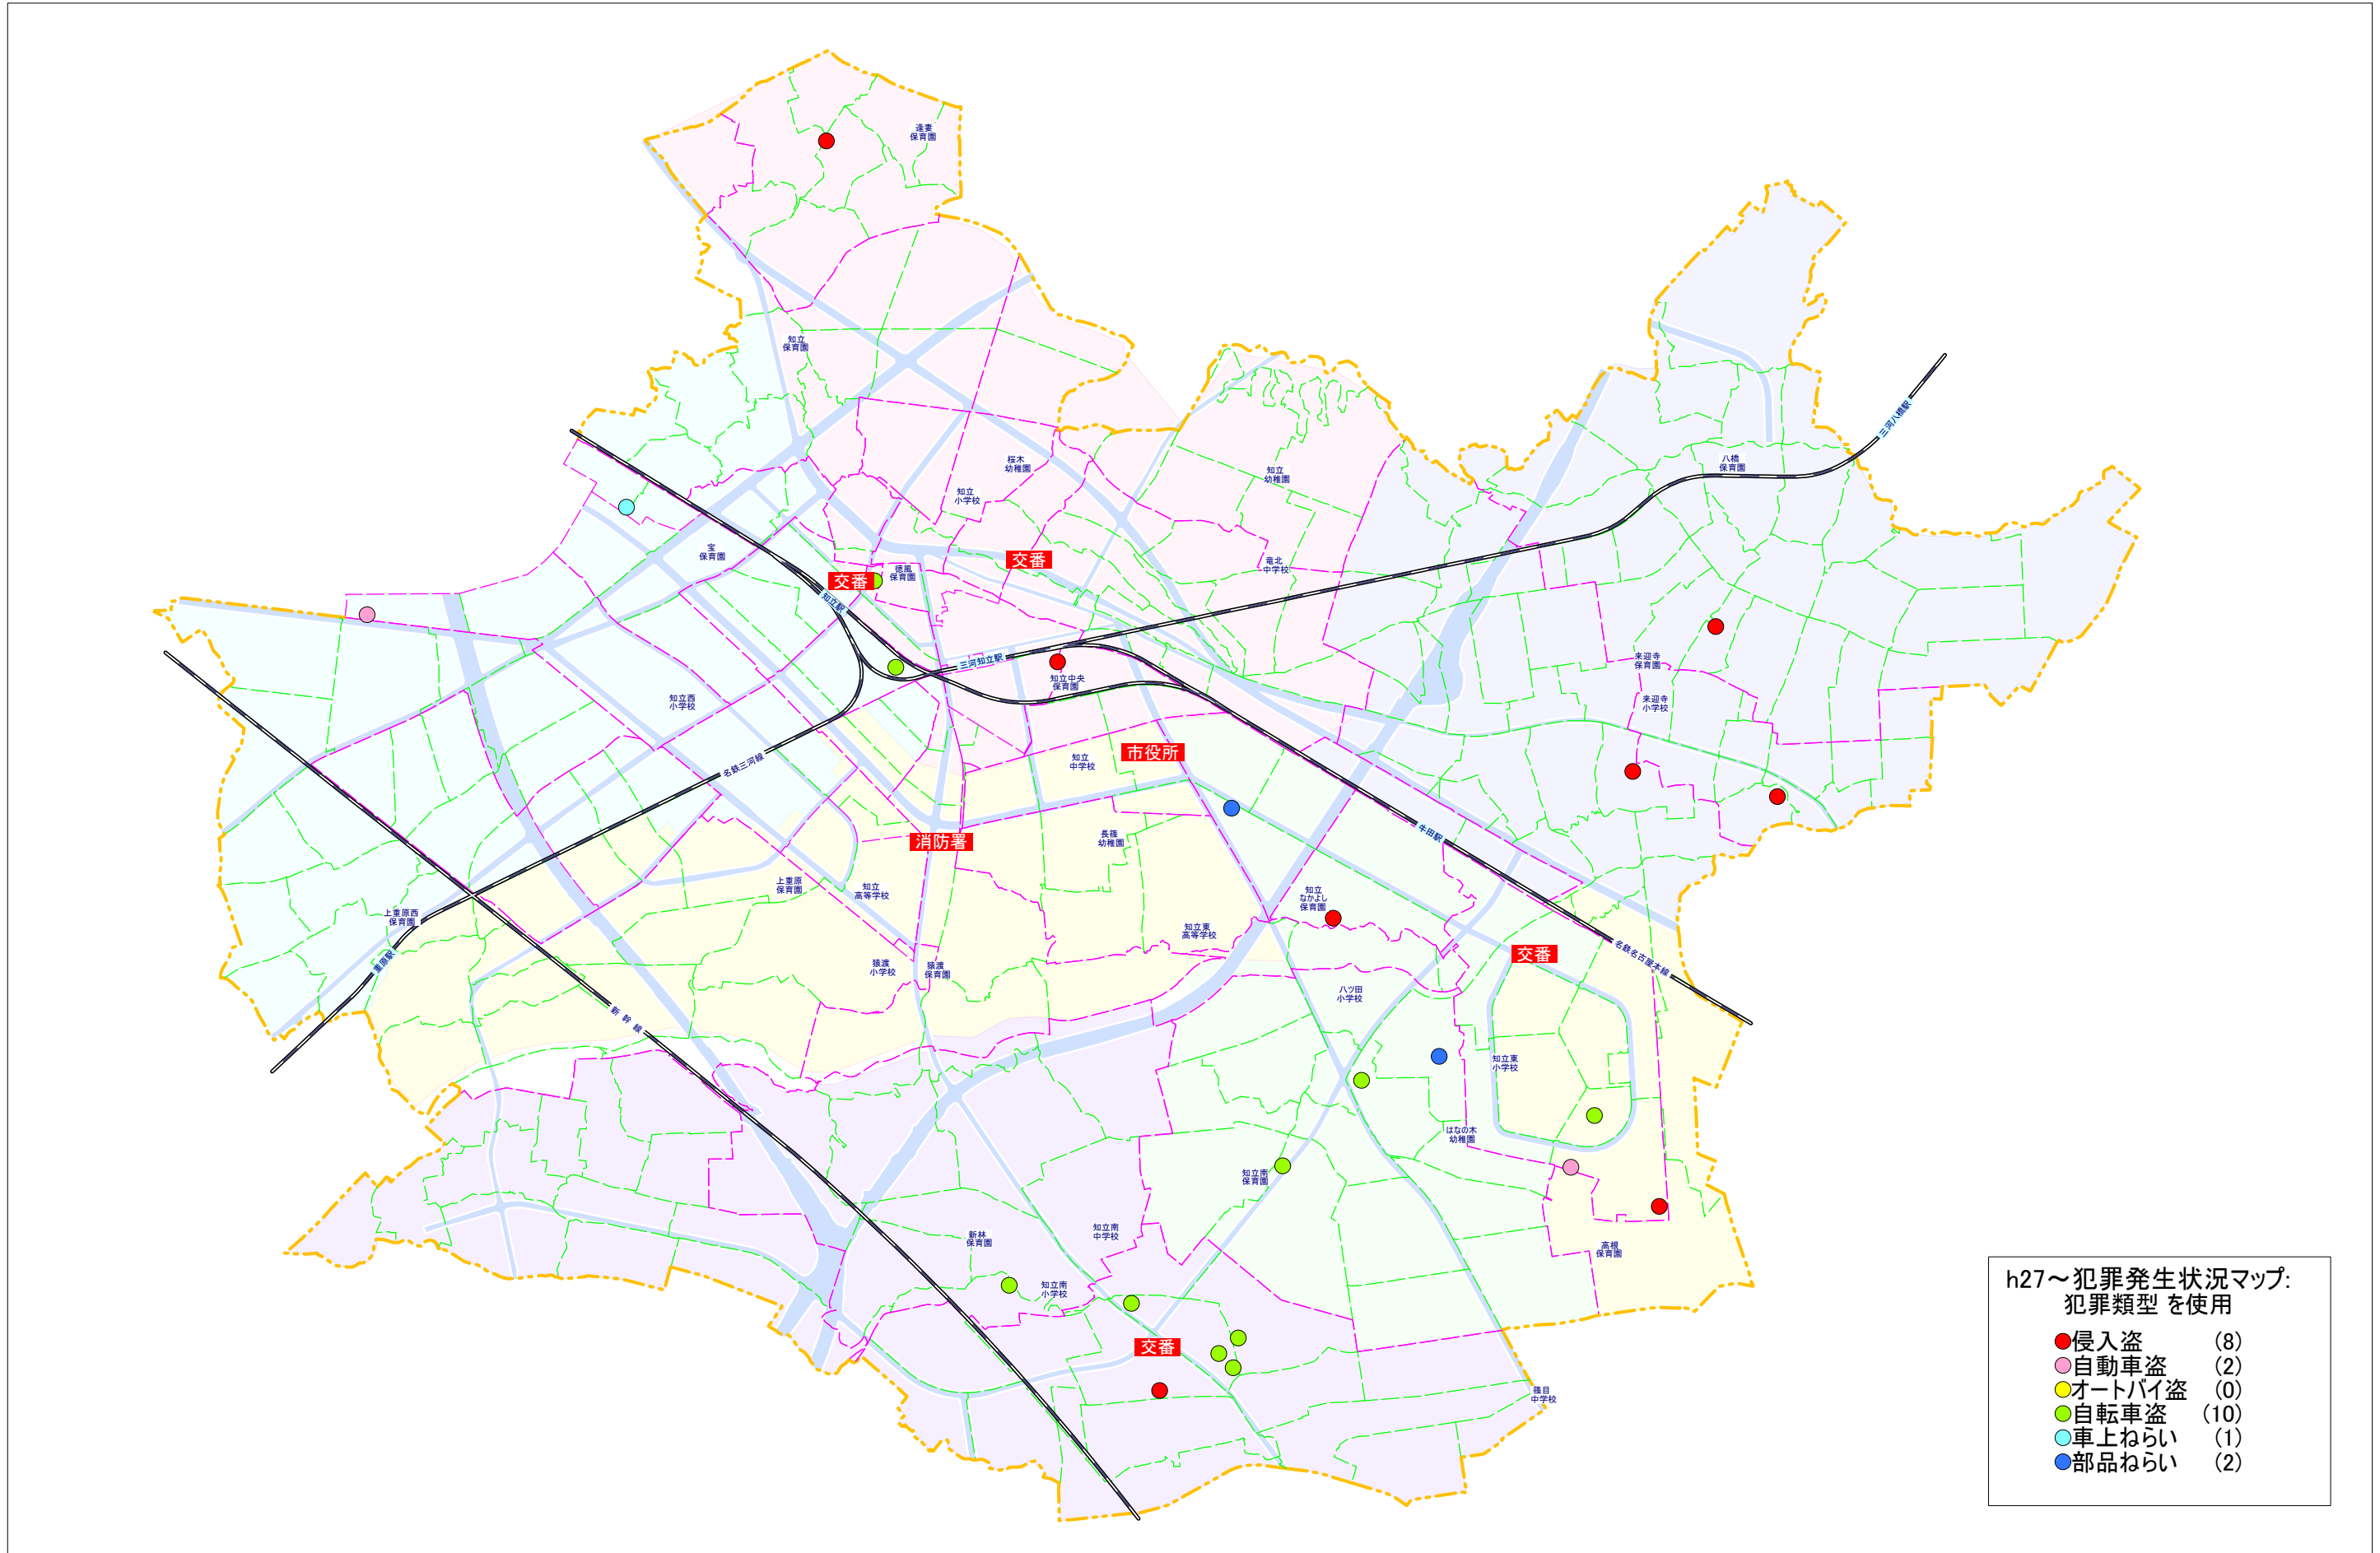 逢妻
保育園
知立
保育園
三河八橋駅
桜木
幼稚園
八橋
保育園
知立
幼稚園
知立
小学校
宝
保育園
交番
竜北
中学校
徳風
保育園
交番
知立駅
三河知立駅
来迎寺
保育園
知立中央
保育園
知立西
小学校
来迎寺
小学校
市役所
知立
中学校
名鉄三河線
牛田駅
消防署
長篠
幼稚園
上重原
保育園
知立
高等学校
知立
なかよし
保育園
上重原西
保育園
知立東
高等学校
重原駅
猿渡
小学校
猿渡
保育園
交番
名鉄名古屋本線
八ツ田
小学校
新幹線
知立東
小学校
はなの木
幼稚園
知立南
保育園
知立南
中学校
新林
保育園
高根
保育園
知立南
小学校
交番
篠目
中学校
h27～犯罪発生状況マップ:
犯罪類型 を使用
侵入盗 (8)
自動車盗 (2)
オートバイ盗 (0)
自転車盗 (10)
車上ねらい (1)
部品ねらい (2)